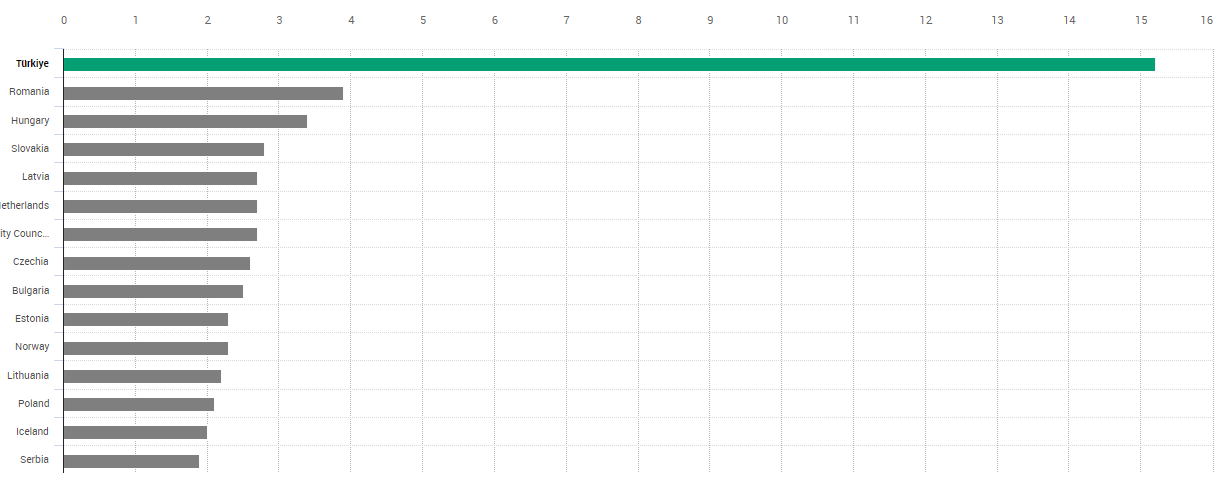 0 1 2 3 4 5 6 7 8 9 10 11 12 13 14 15 16
Türkiye
Romania
Hungary
Slovakia
Latvia
etherlands
ity Counc...
Czechia
Bulgaria
Estonia
Norway
Lithuania
Poland
Iceland
Serbia